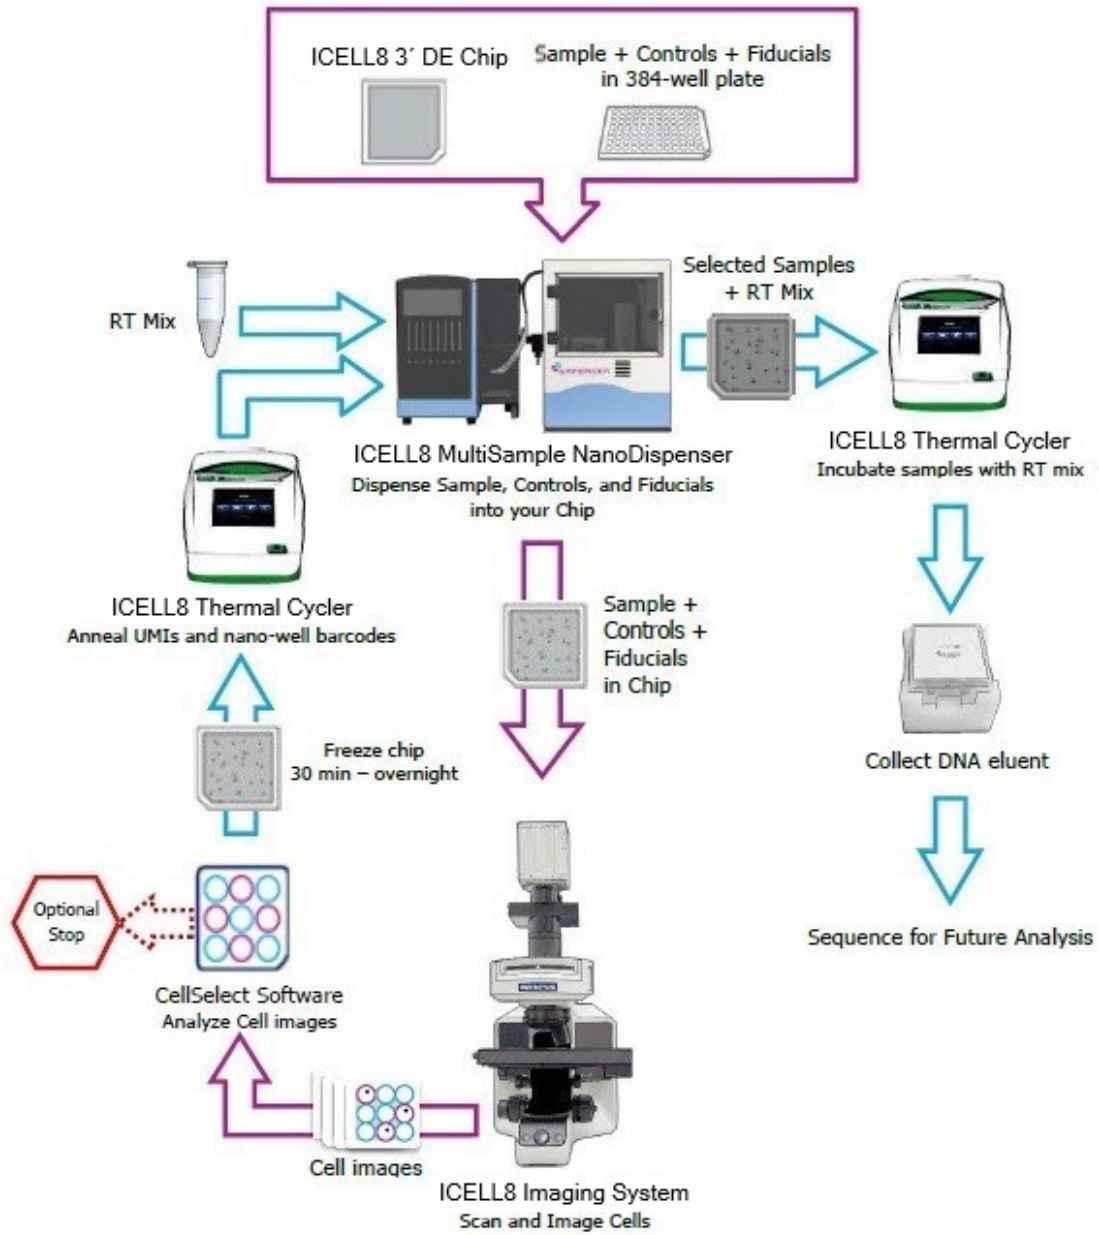 ICELL8 3´ DE Chip
Sample + Controls + Fiducials
in 384-well plate
RT Mix
Selected Samples
+ RT Mix
ICELL8 MultiSample NanoDispenser
Dispense Sample, Controls, and Fiducials
into your Chip
ICELL8 Thermal Cycler
Incubate samples with RT mix
ICELL8 Thermal Cycler
Anneal UMIs and nano-well barcodes
Sample +
Controls +
Fiducials
in Chip
Freeze chip
30 min – overnight
Collect DNA eluent
Optional
Stop
CellSelect Software
Analyze Cell images
Sequence for Future Analysis
OLYMPUS
Cell images
ICELL8 Imaging System
Scan and Image Cells